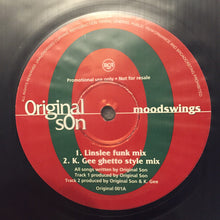 RCA
Promotional use only • Not for resale
Original
sOn
moodswings
1. Linslee funk mix
2. K. Gee ghetto style mix
All songs written by Original Son
Track 1 produced by Original Son
Track 2 produced by Original Son & K. Gee
Original 001A